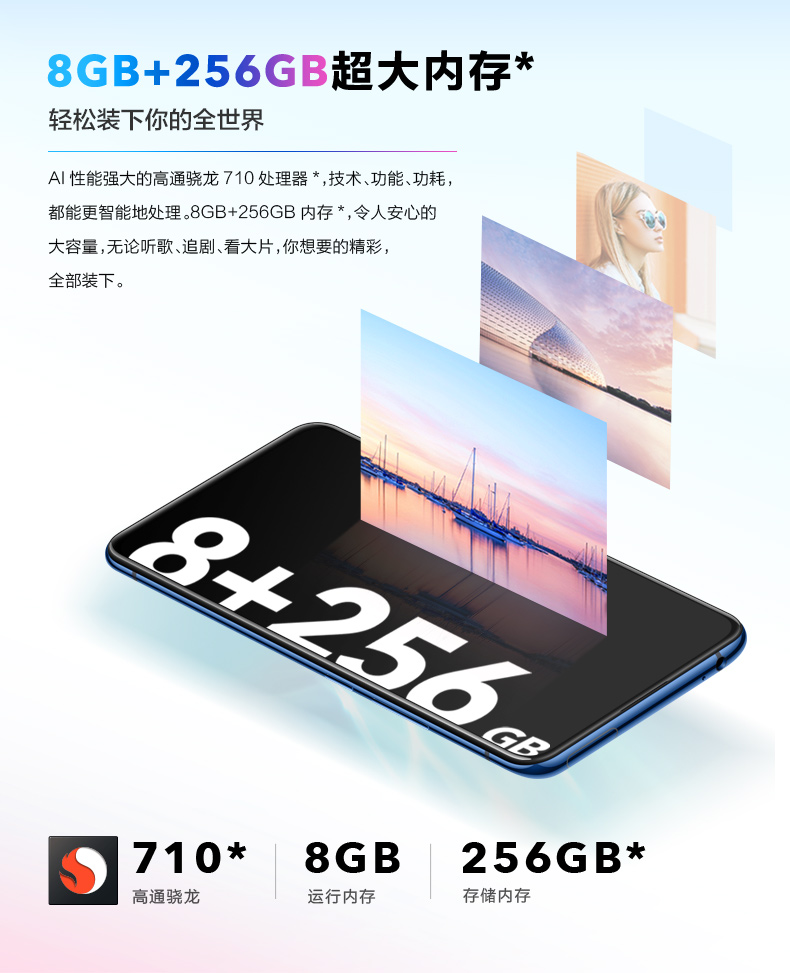 8GB+256GB超大内存*
轻松装下你的全世界
AI 性能强大的高通骁龙 710 处理器 *,技术、功能、功耗,
都能更智能地处理。8GB+256GB 内存 *,令人安心的
大容量,无论听歌、追剧、看大片,你想要的精彩,
全部装下。
8+256GB
710*
高通骁龙
8GB
运行内存
256GB*
存储内存